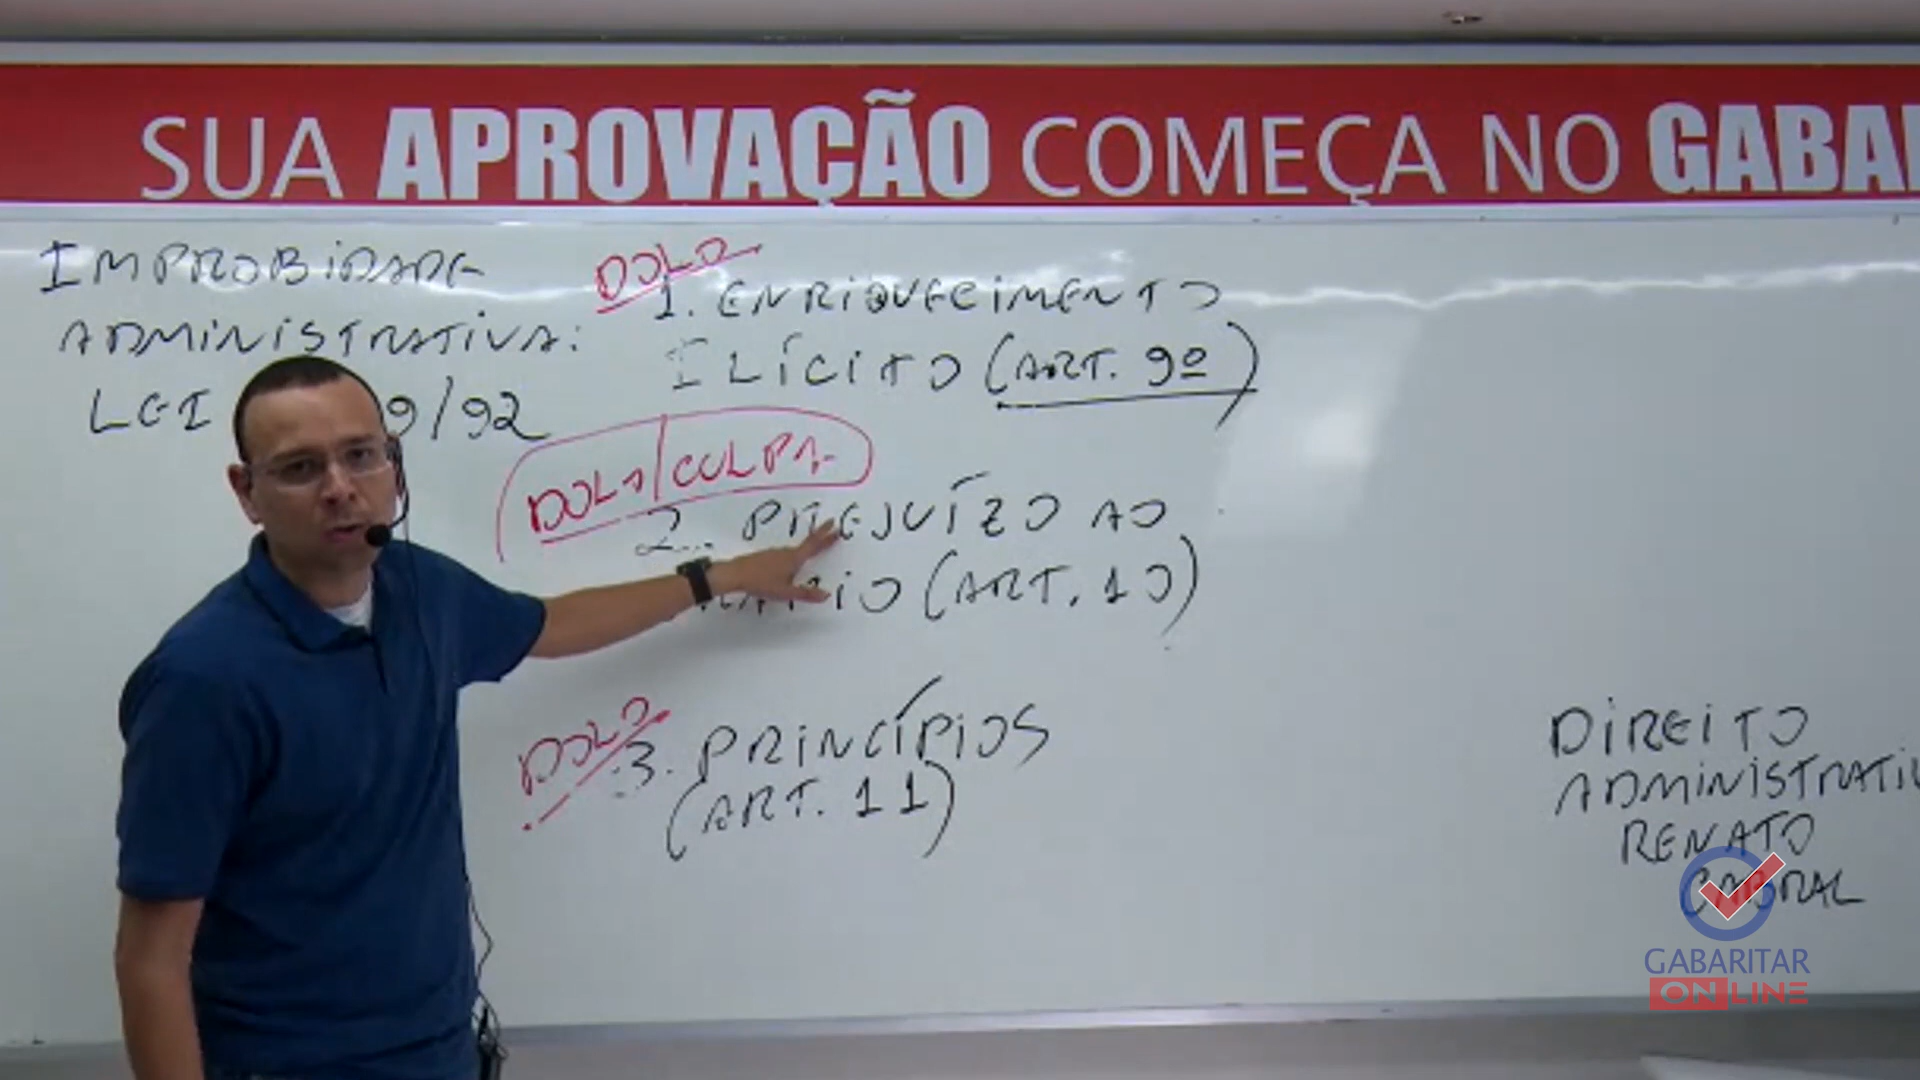 SUA APROVAÇÃO COMEÇA NO GABA
IMPROBIDADE
ADMINISTRATIVA:
LEI 9/92
DOLO
1. ENRIQUECIMENTO
ILÍCITO (ART. 9º)
DOLO/CULPA
2. PREJUÍZO AO
(ART. 10)
DOLO
3. PRINCÍPIOS
(ART. 11)
DIREITO
ADMINISTRATIV
RENATO
CABRAL
GABARITAR
ONLINE